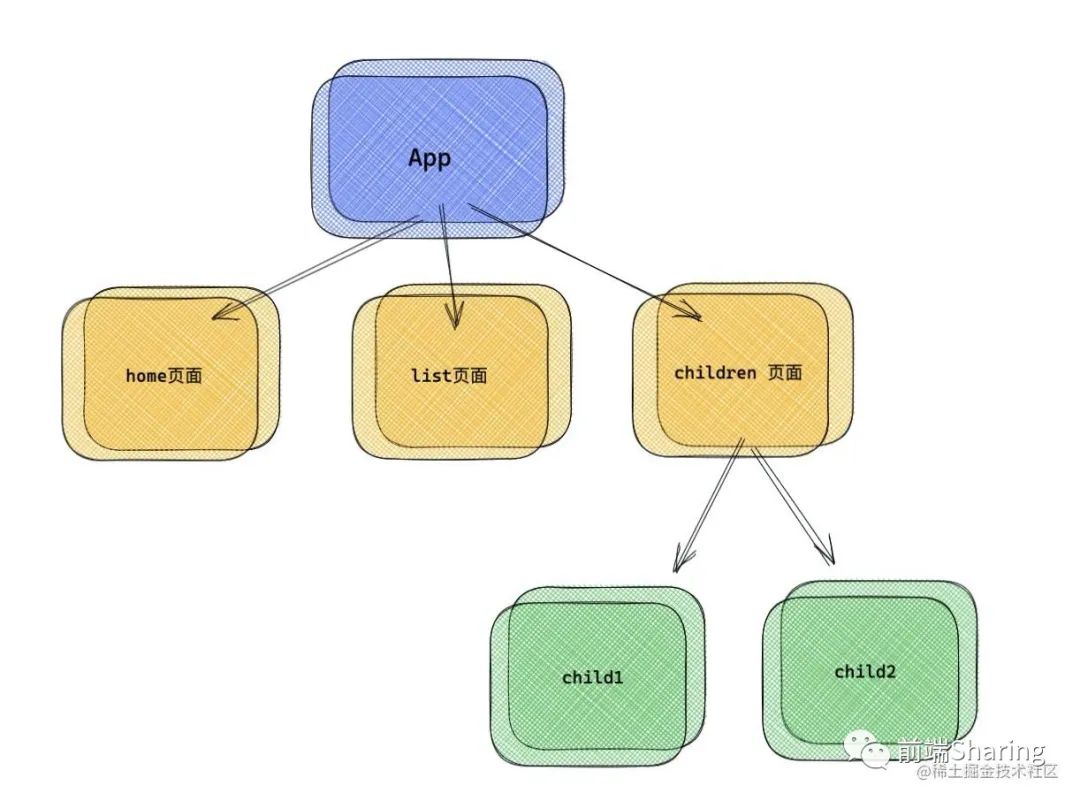 App
home页面
list页面
children 页面
child1
child2
前端Sharing
@稀土掘金技术社区